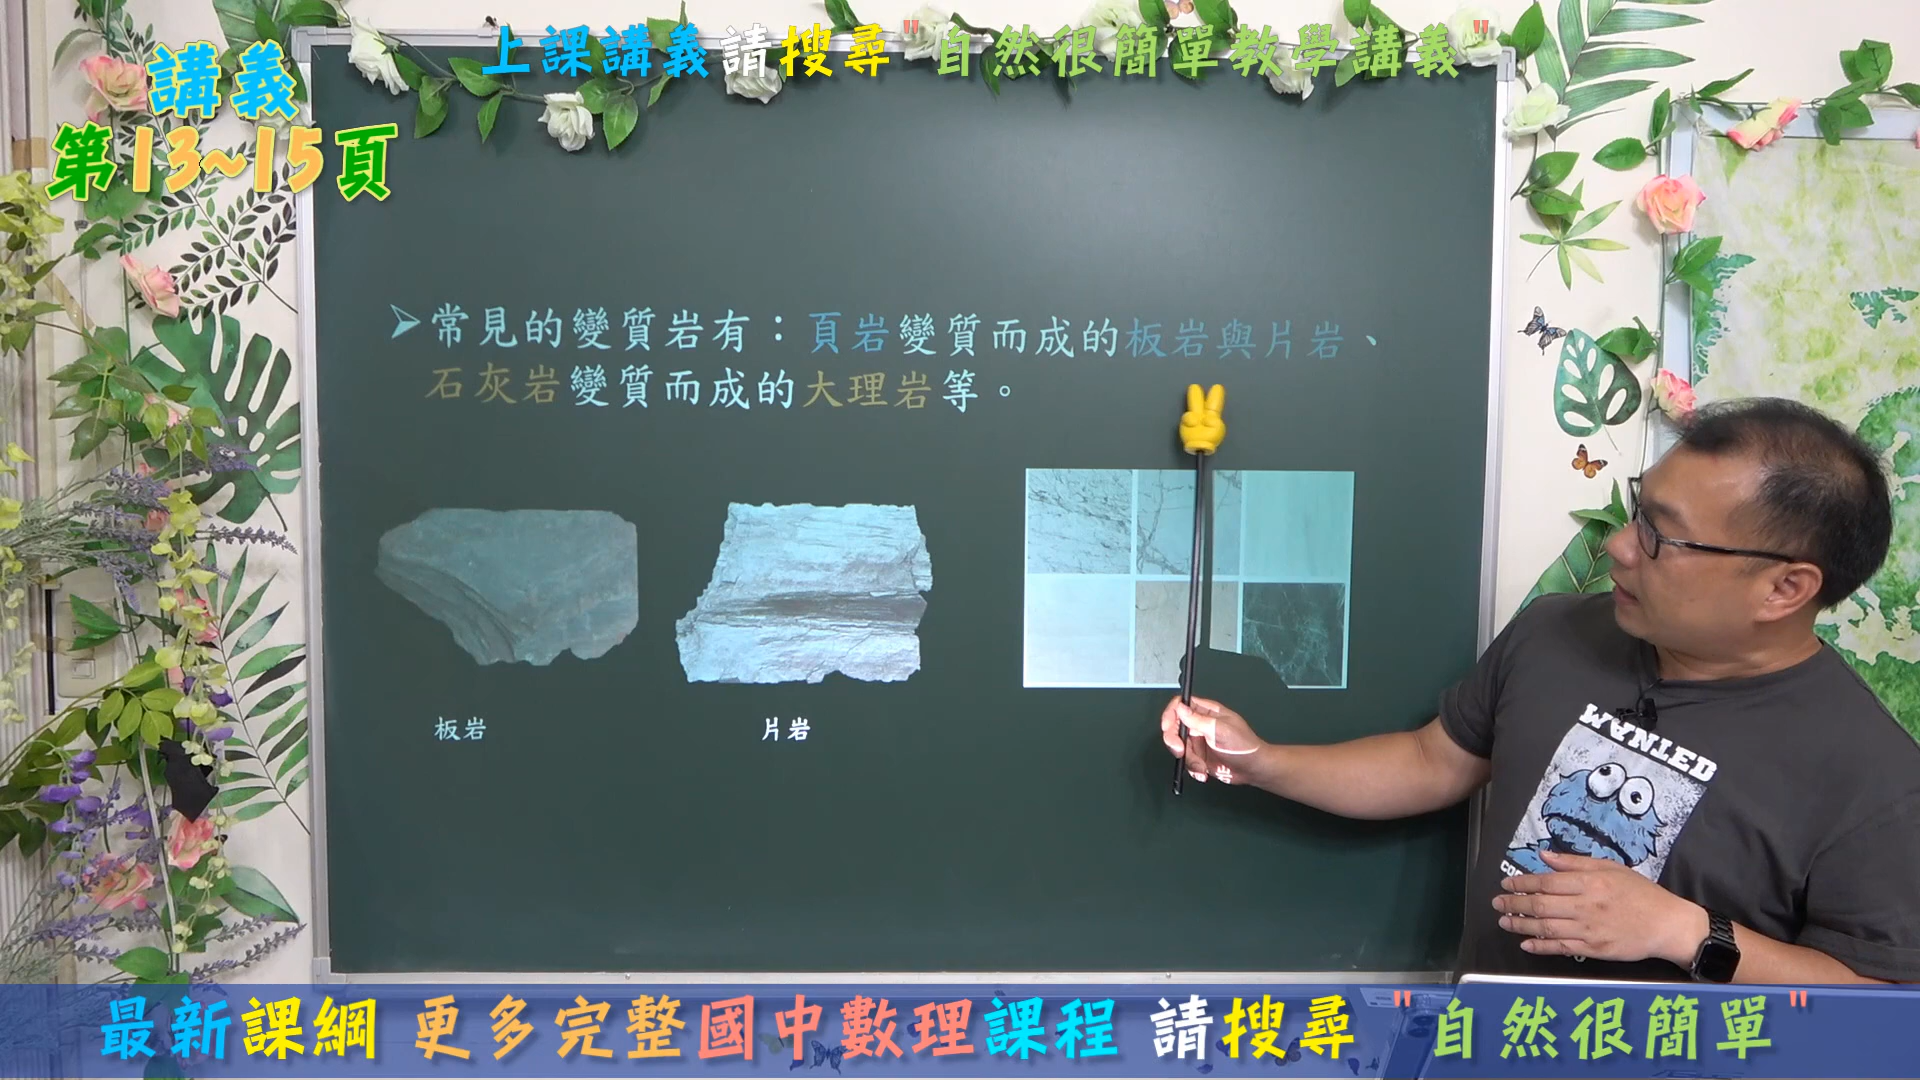 上課講義請搜尋"自然很簡單教學講義"
講義
第13~15頁
➢常見的變質岩有：頁岩變質而成的板岩與片岩、
石灰岩變質而成的大理岩等。
板岩
片岩
岩
WANTED
最新課綱 更多完整國中數理課程 請搜尋 "自然很簡單"